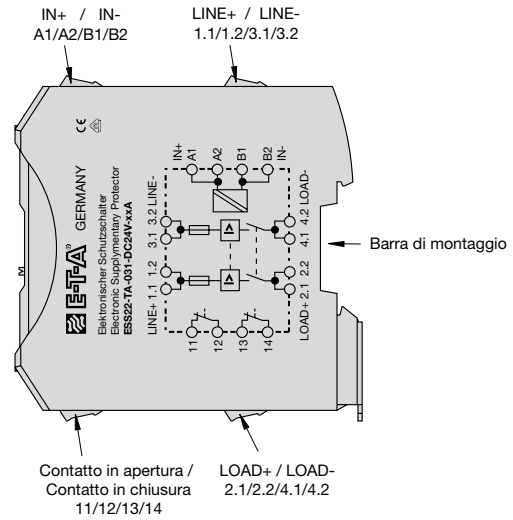 IN+ / IN-
A1/A2/B1/B2
LINE+ / LINE-
1.1/1.2/3.1/3.2
CE
E-T-A® GERMANY
Elektronischer Schutzschalter
Electronic Supplymentary Protector
ESS22-TA-031-DC24V-xxA
IN+ A1 A2 B1 B2 IN-
3.1 3.2 LINE-
4.1 4.2 LOAD-
LINE+ 1.1 1.2
LOAD+ 2.1 2.2
11 12 13 14
Barra di montaggio
Contatto in apertura /
Contatto in chiusura
11/12/13/14
LOAD+ / LOAD-
2.1/2.2/4.1/4.2